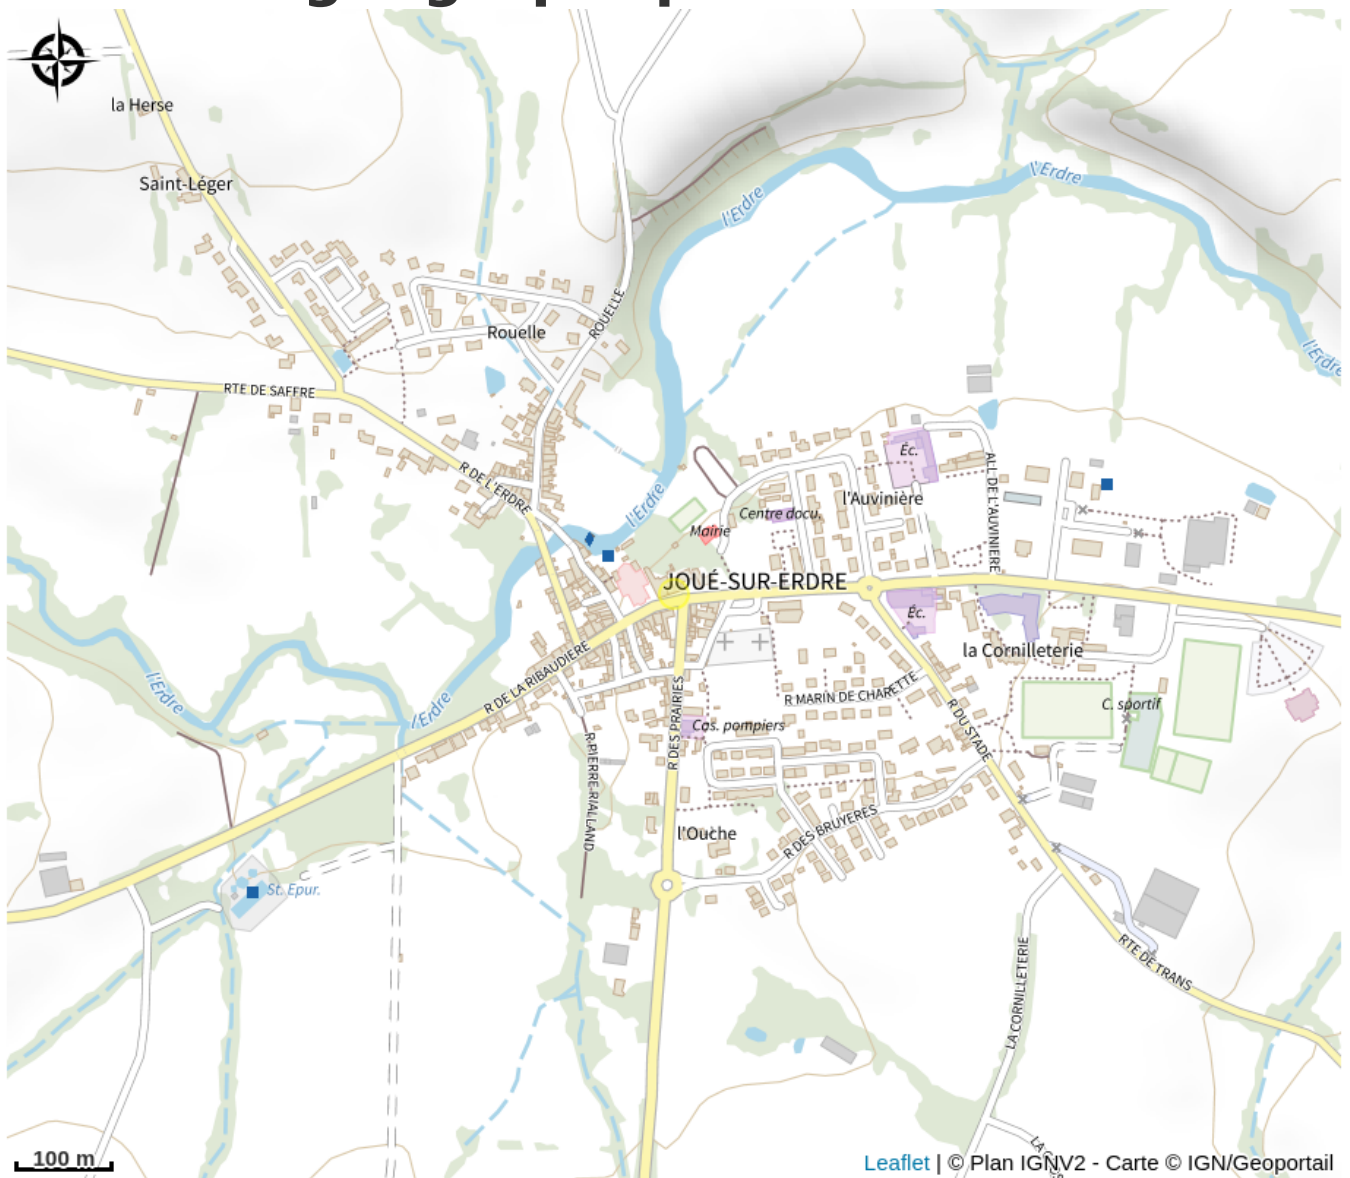 la Herse
Saint-Léger
l'Erdre
l'Erdre
l'Erdre
Rouelle
ROUELLE
RTE DE SAFFRE
R DE L'ERDRE
l'Erdre
Éc.
l'Auvinière
ALL DE L'AUVINIERE
Centre docu.
Mairie
JOUÉ-SUR-ERDRE
Éc.
la Cornilleterie
R DE LA RIBAUDIERE
l'Erdre
l'Erdre
R MARIN DE CHARETTE
C. sportif
R DU STADE
R DES PRAIRIES
Cas. pompiers
R PIERRE RIALLAND
l'Ouche
R DES BRUYERES
St. Epur.
RTE DE TRANS
LA CORNILLETERIE
100 m
Leaflet | © Plan IGNV2 - Carte © IGN/Geoportail